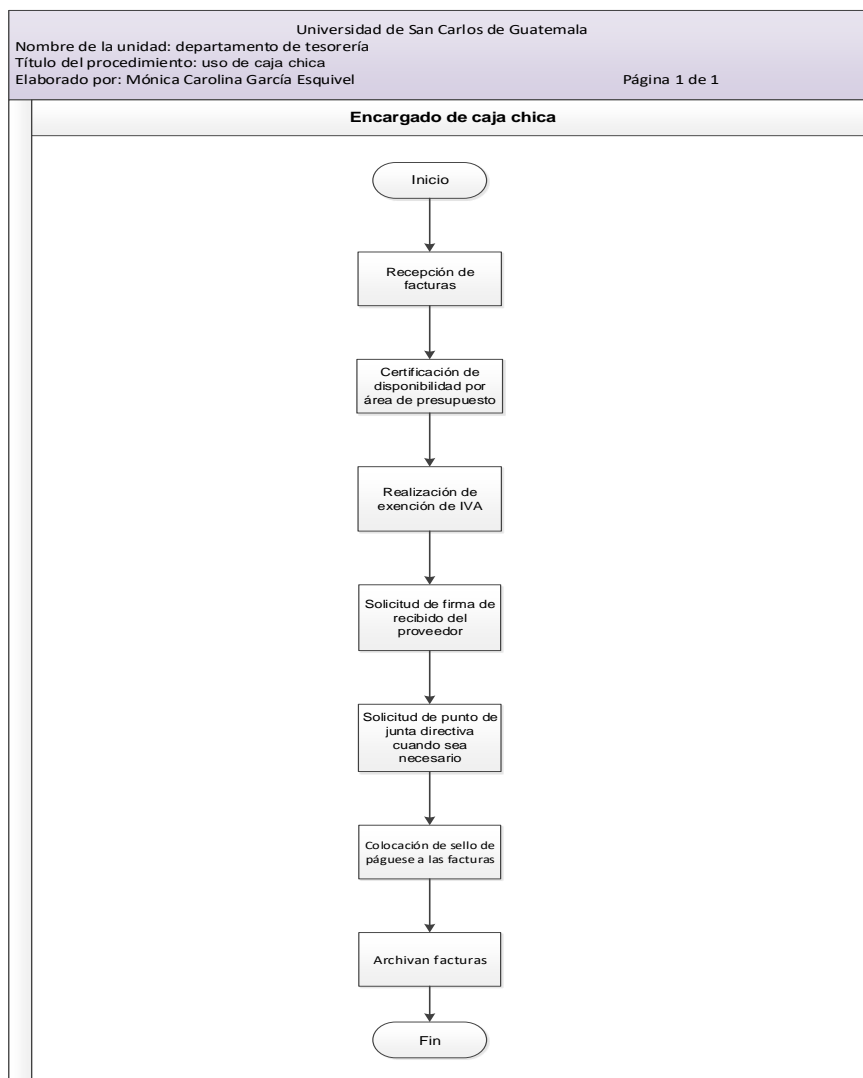 Universidad de San Carlos de Guatemala
Nombre de la unidad: departamento de tesorería
Título del procedimiento: uso de caja chica
Elaborado por: Mónica Carolina García Esquivel Página 1 de 1
Encargado de caja chica
Inicio
Recepción de
facturas
Certificación de
disponibilidad por
área de presupuesto
Realización de
exención de IVA
Solicitud de firma de
recibido del
proveedor
Solicitud de punto de
junta directiva
cuando sea
necesario
Colocación de sello de
páguese a las facturas
Archivan facturas
Fin